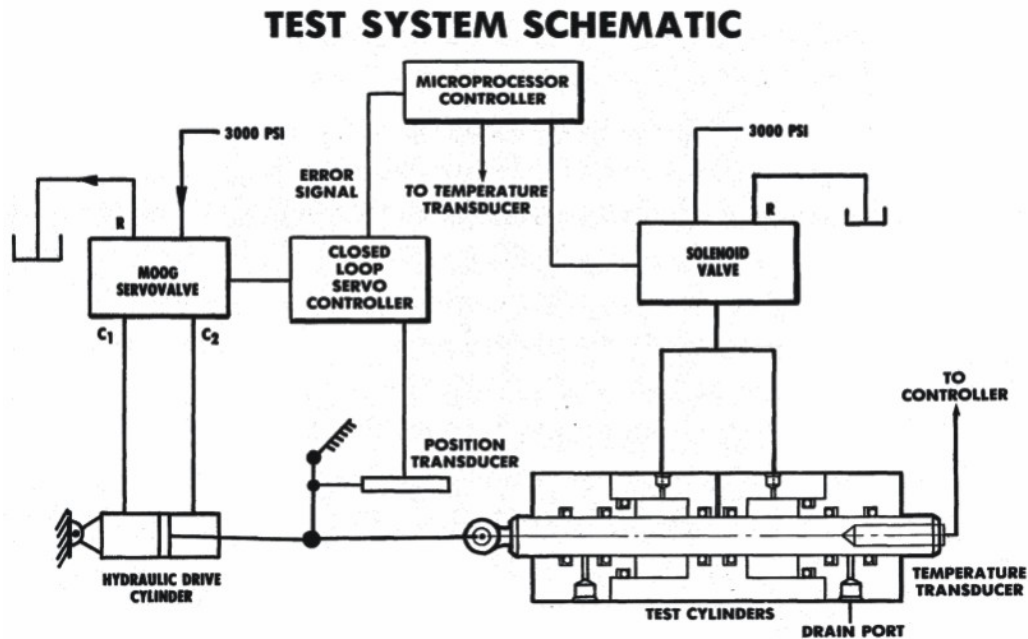 TEST SYSTEM SCHEMATIC
MICROPROCESSOR
CONTROLLER
3000 PSI
3000 PSI
ERROR
SIGNAL
TO TEMPERATURE
TRANSDUCER
R
R
MOOG
SERVOVALVE
CLOSED
LOOP
SERVO
CONTROLLER
SOLENOID
VALVE
C1
C2
TO
CONTROLLER
POSITION
TRANSDUCER
HYDRAULIC DRIVE
CYLINDER
TEST CYLINDERS
TEMPERATURE
TRANSDUCER
DRAIN PORT